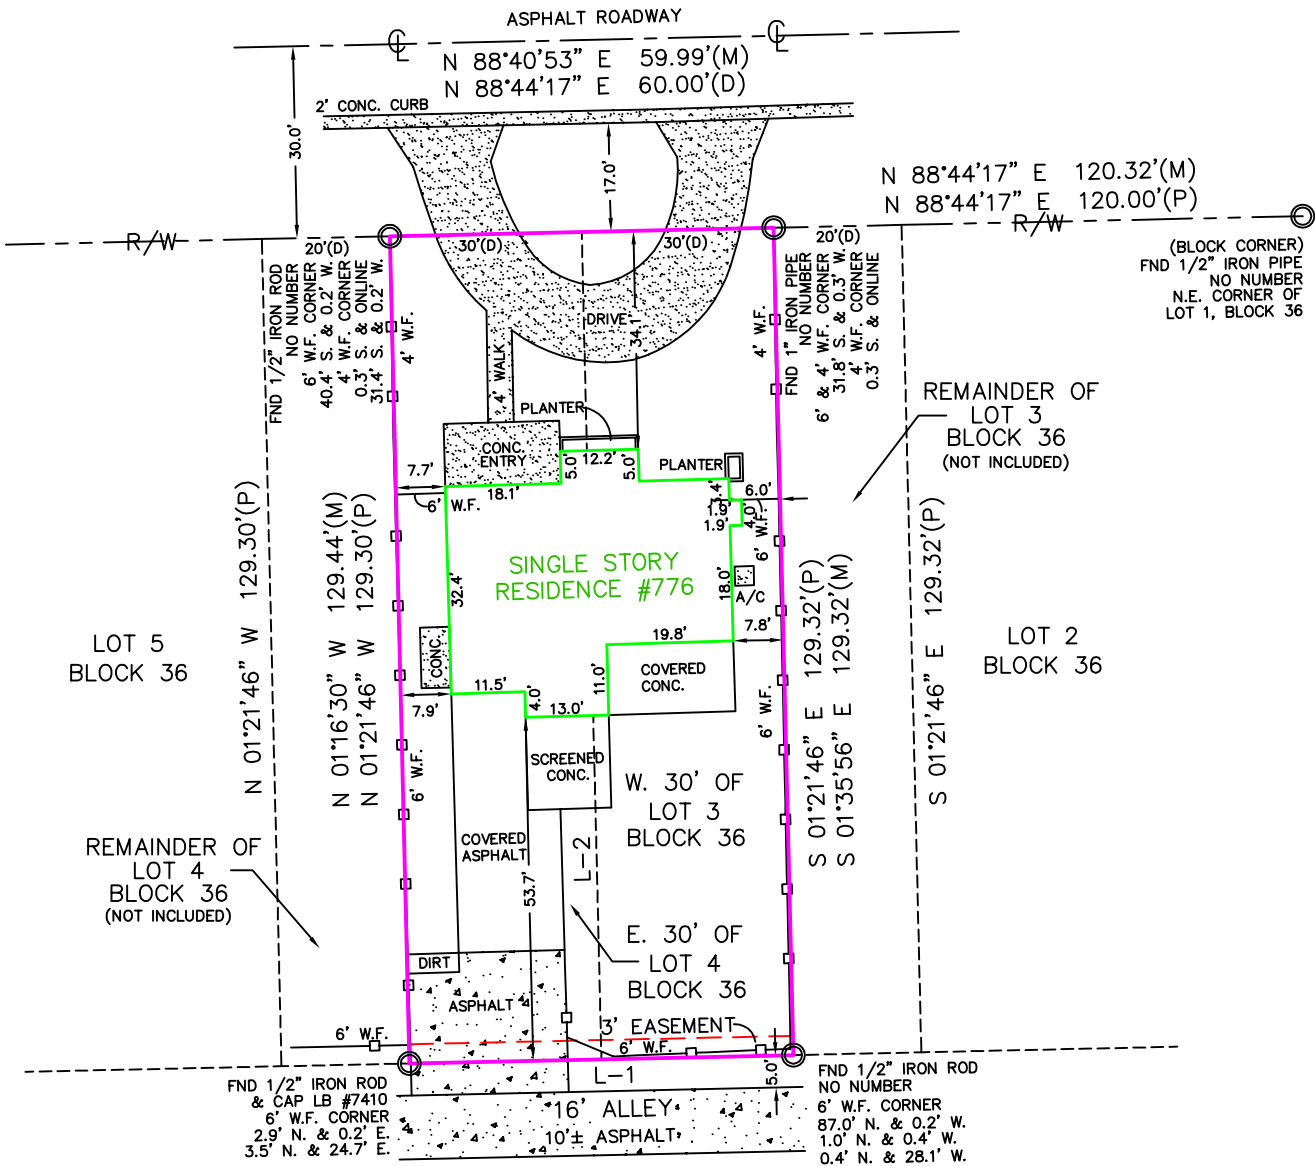 ASPHALT ROADWAY
℄
℄
N 88°40'53" E 59.99'(M)
N 88°44'17" E 60.00'(D)
2' CONC. CURB
30.0'
17.0'
N 88°44'17" E 120.32'(M)
N 88°44'17" E 120.00'(P)
R/W
R/W
20'(D)
30'(D)
30'(D)
20'(D)
(BLOCK CORNER)
FND 1/2" IRON PIPE
NO NUMBER
N.E. CORNER OF
LOT 1, BLOCK 36
FND 1/2" IRON ROD
NO NUMBER
6' W.F. CORNER
40.4' S. & 0.2' W.
4' W.F. CORNER
0.3' S. & ONLINE
31.4' S. & 0.2' W.
4' W.F.
DRIVE
34.1'
4' W.F.
FND 1" IRON PIPE
NO NUMBER
6' & 4' W.F. CORNER
31.8' S. & 0.3' W.
4' W.F. CORNER
0.3' S. & ONLINE
4' WALK
PLANTER
REMAINDER OF
LOT 3
BLOCK 36
(NOT INCLUDED)
CONC.
ENTRY
5.0'
12.2'
5.0'
PLANTER
7.7'
18.1'
3.4'
6.0'
6'
W.F.
1.9'
4.0'
1.9'
6' W.F.
SINGLE STORY
RESIDENCE #776
32.4'
18.0'
A/C
N 01°21'46" W 129.30'(P)
N 01°16'30" W 129.44'(M)
N 01°21'46" W 129.30'(P)
S 01°21'46" E 129.32'(P)
S 01°35'56" E 129.32'(M)
S 01°21'46" E 129.32'(P)
LOT 5
BLOCK 36
LOT 2
BLOCK 36
CONC.
19.8'
7.8'
11.0'
COVERED
CONC.
11.5'
4.0'
13.0'
7.9'
6' W.F.
6' W.F.
SCREENED
CONC.
W. 30' OF
LOT 3
BLOCK 36
REMAINDER OF
LOT 4
BLOCK 36
(NOT INCLUDED)
COVERED
ASPHALT
L-2
53.7'
E. 30' OF
LOT 4
BLOCK 36
DIRT
ASPHALT
3' EASEMENT
6' W.F.
6' W.F.
L-1
5.0'
FND 1/2" IRON ROD
& CAP LB #7410
6' W.F. CORNER
2.9' N. & 0.2' E.
3.5' N. & 24.7' E.
16' ALLEY
10'± ASPHALT
FND 1/2" IRON ROD
NO NUMBER
6' W.F. CORNER
87.0' N. & 0.2' W.
1.0' N. & 0.4' W.
0.4' N. & 28.1' W.